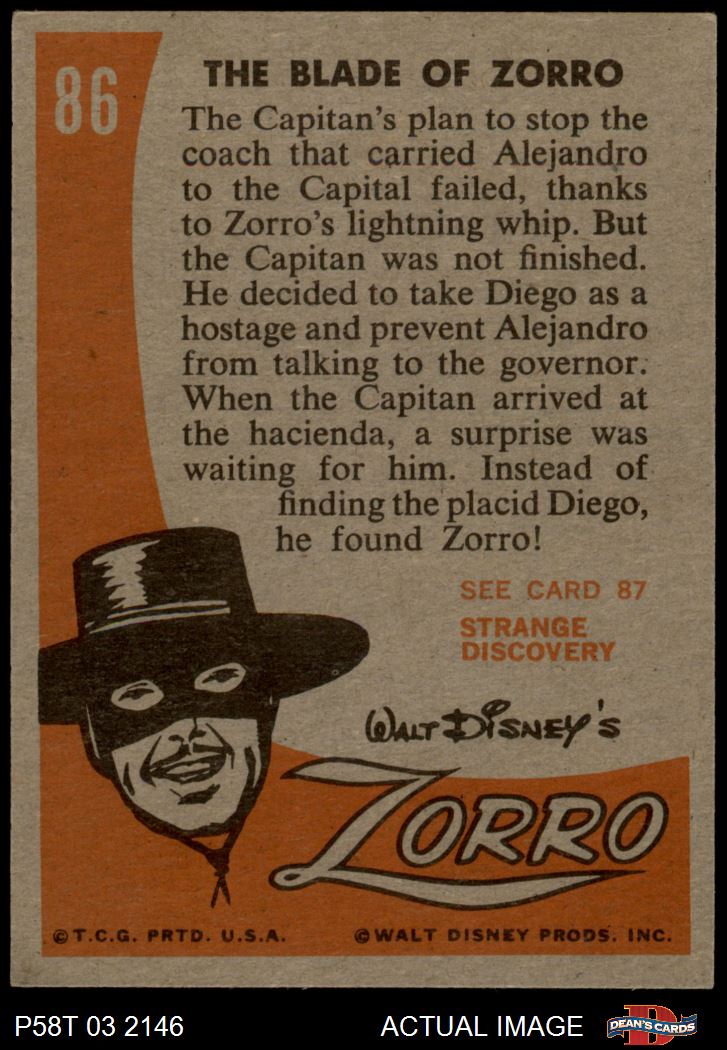 86
THE BLADE OF ZORRO
The Capitan's plan to stop the
coach that carried Alejandro
to the Capital failed, thanks
to Zorro's lightning whip. But
the Capitan was not finished.
He decided to take Diego as a
hostage and prevent Alejandro
from talking to the governor.
When the Capitan arrived at
the hacienda, a surprise was
waiting for him. Instead of
finding the placid Diego,
he found Zorro!
SEE CARD 87
STRANGE
DISCOVERY
WALT DISNEY'S
ZORRO
©T.C.G. PRTD. U.S.A. ©WALT DISNEY PRODS. INC.
P58T 03 2146 ACTUAL IMAGE D DEAN'S CARDS